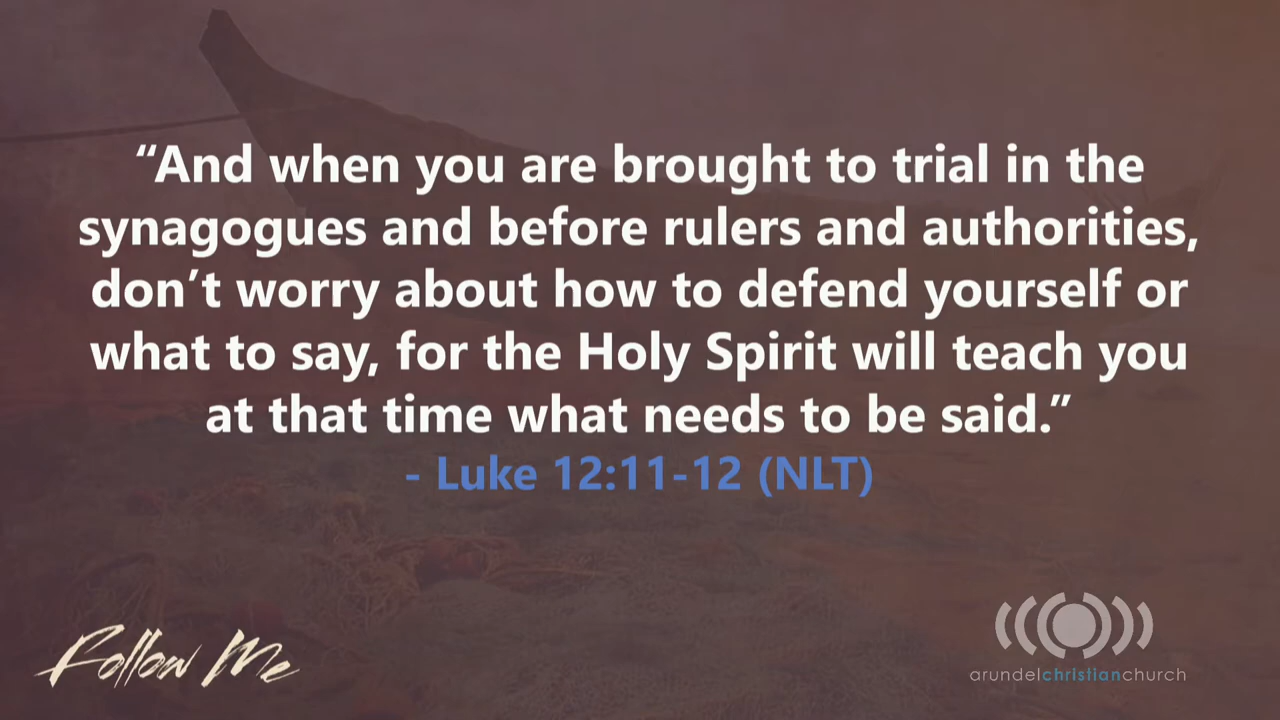 “And when you are brought to trial in the
synagogues and before rulers and authorities,
don’t worry about how to defend yourself or
what to say, for the Holy Spirit will teach you
at that time what needs to be said.”
- Luke 12:11-12 (NLT)
Follow Me
arundelchristianchurch